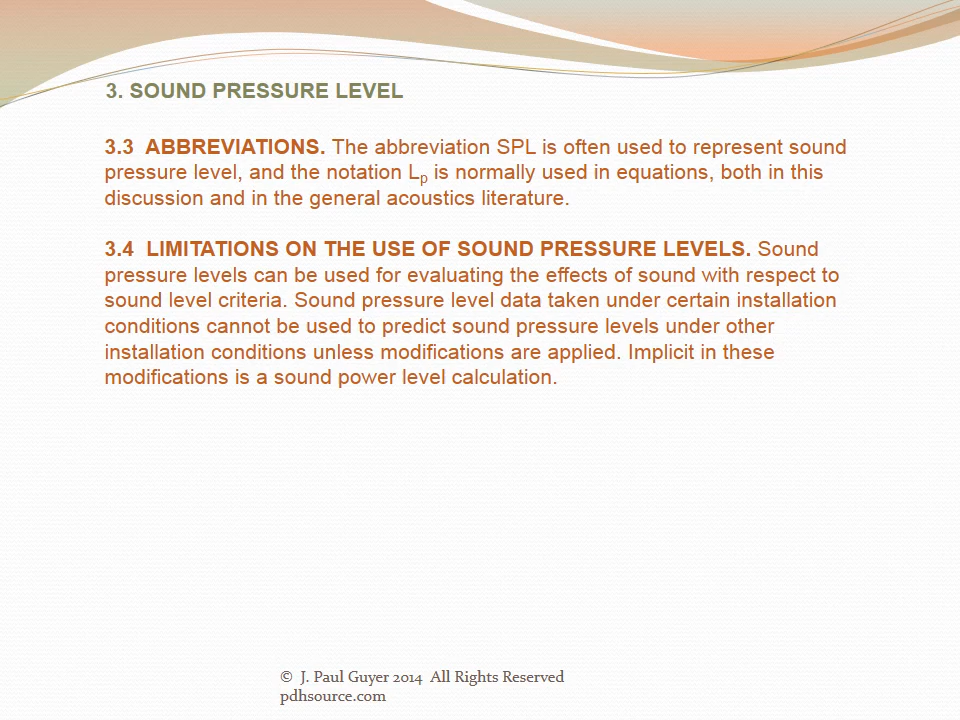 3. SOUND PRESSURE LEVEL
3.3  ABBREVIATIONS. The abbreviation SPL is often used to represent sound
pressure level, and the notation Lp is normally used in equations, both in this
discussion and in the general acoustics literature.
3.4  LIMITATIONS ON THE USE OF SOUND PRESSURE LEVELS. Sound
pressure levels can be used for evaluating the effects of sound with respect to
sound level criteria. Sound pressure level data taken under certain installation
conditions cannot be used to predict sound pressure levels under other
installation conditions unless modifications are applied. Implicit in these
modifications is a sound power level calculation.
©  J. Paul Guyer 2014  All Rights Reserved
pdhsource.com